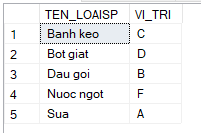 TEN_LOAISP VI_TRI
1 Banh keo C
2 Bot giat D
3 Dau goi B
4 Nuoc ngot F
5 Sua A